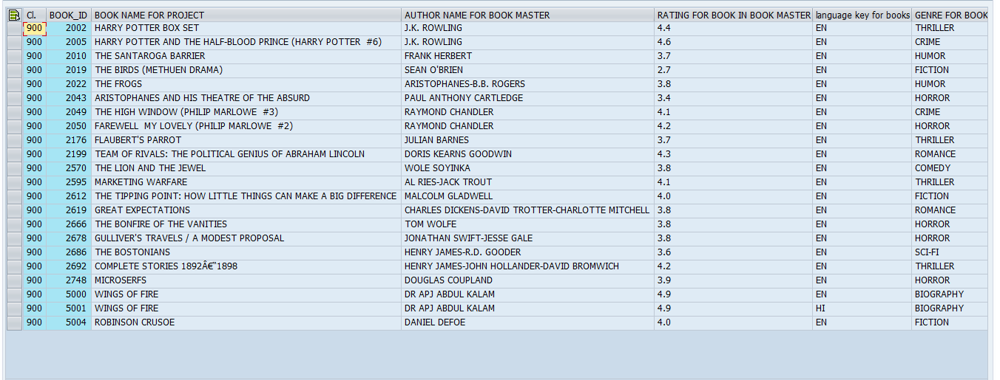 Cl. BOOK_ID BOOK NAME FOR PROJECT AUTHOR NAME FOR BOOK MASTER RATING FOR BOOK IN BOOK MASTER language key for books GENRE FOR BOOK
900 2002 HARRY POTTER BOX SET J.K. ROWLING 4.4 EN THRILLER
900 2005 HARRY POTTER AND THE HALF-BLOOD PRINCE (HARRY POTTER #6) J.K. ROWLING 4.6 EN CRIME
900 2010 THE SANTAROGA BARRIER FRANK HERBERT 3.7 EN HUMOR
900 2019 THE BIRDS (METHUEN DRAMA) SEAN O'BRIEN 2.7 EN FICTION
900 2022 THE FROGS ARISTOPHANES-B.B. ROGERS 3.8 EN HUMOR
900 2043 ARISTOPHANES AND HIS THEATRE OF THE ABSURD PAUL ANTHONY CARTLEDGE 3.4 EN HORROR
900 2049 THE HIGH WINDOW (PHILIP MARLOWE #3) RAYMOND CHANDLER 4.1 EN CRIME
900 2050 FAREWELL MY LOVELY (PHILIP MARLOWE #2) RAYMOND CHANDLER 4.2 EN HORROR
900 2176 FLAUBERT'S PARROT JULIAN BARNES 3.7 EN THRILLER
900 2199 TEAM OF RIVALS: THE POLITICAL GENIUS OF ABRAHAM LINCOLN DORIS KEARNS GOODWIN 4.3 EN ROMANCE
900 2570 THE LION AND THE JEWEL WOLE SOYINKA 3.8 EN COMEDY
900 2595 MARKETING WARFARE AL RIES-JACK TROUT 4.1 EN THRILLER
900 2612 THE TIPPING POINT: HOW LITTLE THINGS CAN MAKE A BIG DIFFERENCE MALCOLM GLADWELL 4.0 EN FICTION
900 2619 GREAT EXPECTATIONS CHARLES DICKENS-DAVID TROTTER-CHARLOTTE MITCHELL 3.8 EN ROMANCE
900 2666 THE BONFIRE OF THE VANITIES TOM WOLFE 3.8 EN HORROR
900 2678 GULLIVER'S TRAVELS / A MODEST PROPOSAL JONATHAN SWIFT-JESSE GALE 3.8 EN HORROR
900 2686 THE BOSTONIANS HENRY JAMES-R.D. GOODER 3.6 EN SCI-FI
900 2692 COMPLETE STORIES 1892Â€“1898 HENRY JAMES-JOHN HOLLANDER-DAVID BROMWICH 4.2 EN THRILLER
900 2748 MICROSERFS DOUGLAS COUPLAND 3.9 EN HORROR
900 5000 WINGS OF FIRE DR APJ ABDUL KALAM 4.9 EN BIOGRAPHY
900 5001 WINGS OF FIRE DR APJ ABDUL KALAM 4.9 HI BIOGRAPHY
900 5004 ROBINSON CRUSOE DANIEL DEFOE 4.0 EN FICTION